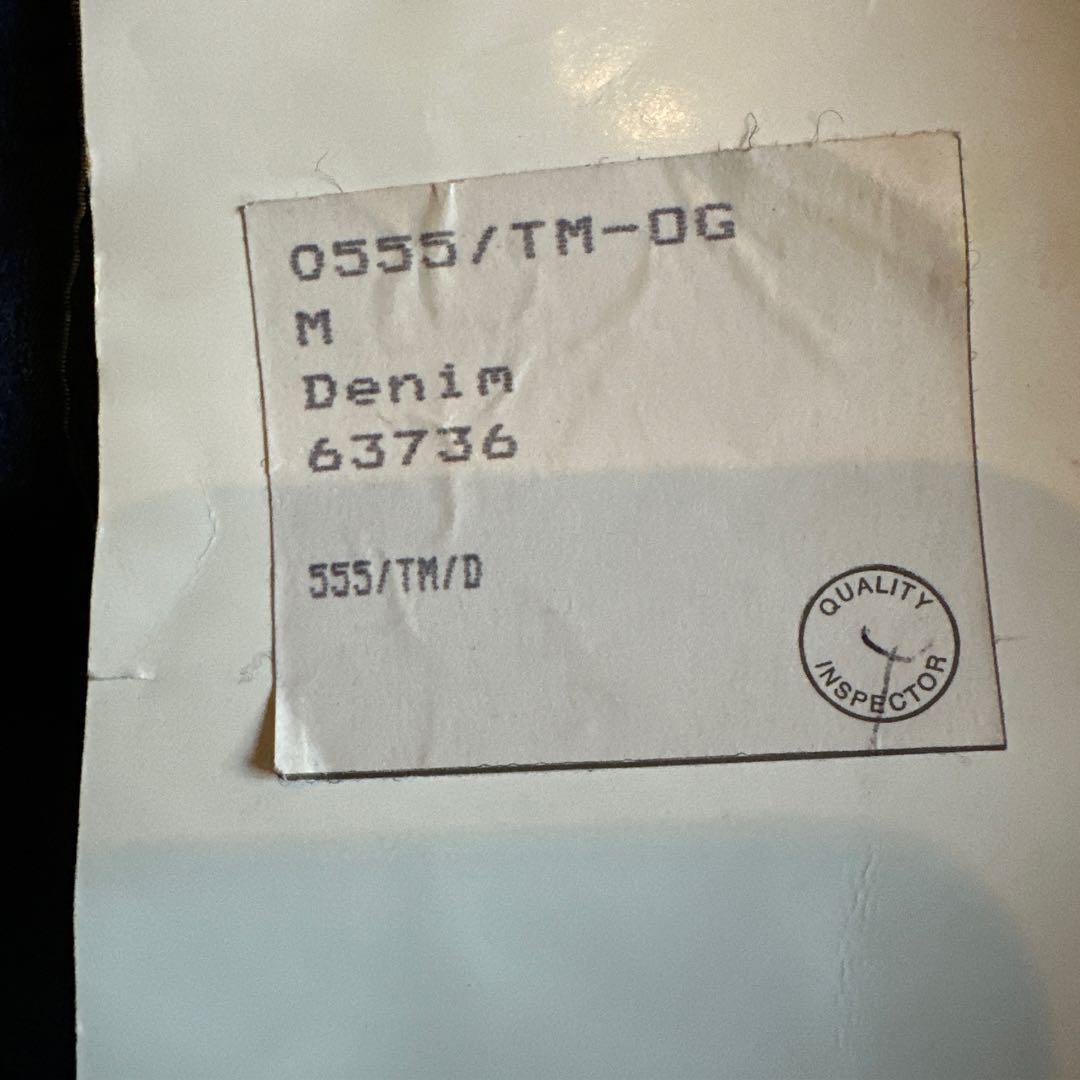 0555/TM-OG
M
Denim
63736
555/TM/D
QUALITY
INSPECTOR